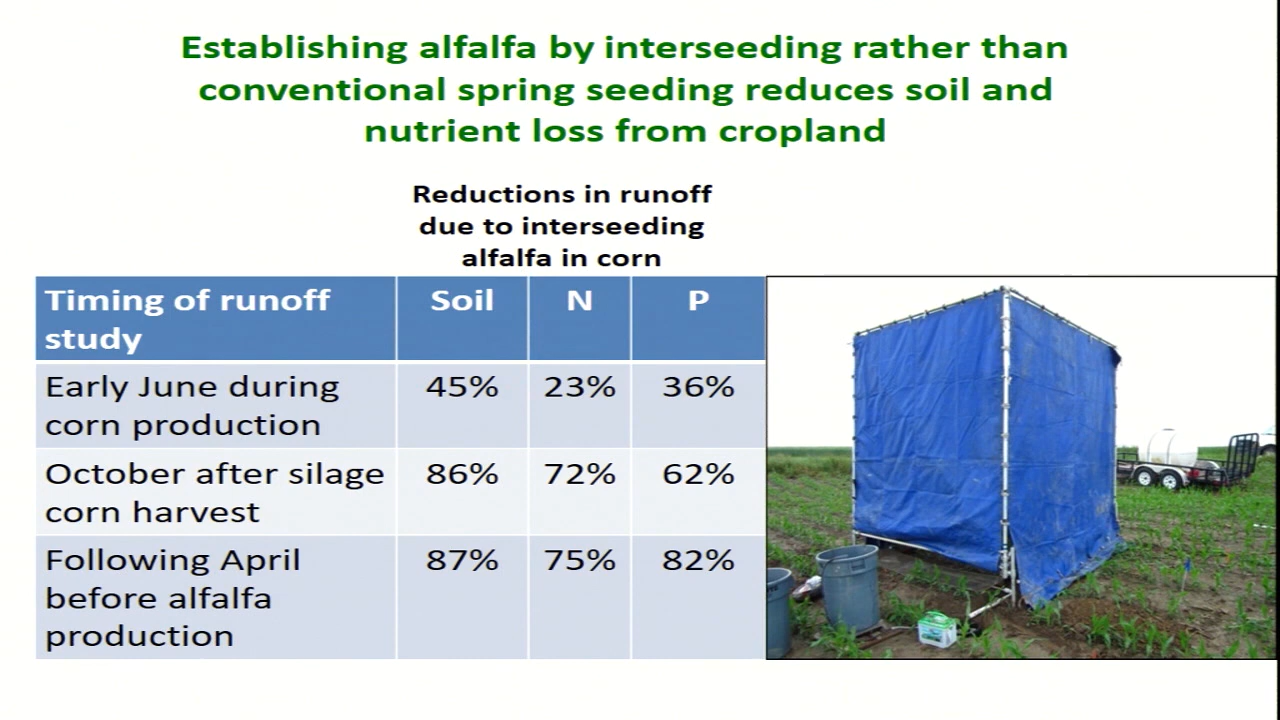 Establishing alfalfa by interseeding rather than
conventional spring seeding reduces soil and
nutrient loss from cropland
Reductions in runoff
due to interseeding
alfalfa in corn
Timing of runoff study Soil N P
Early June during corn production 45% 23% 36%
October after silage corn harvest 86% 72% 62%
Following April before alfalfa production 87% 75% 82%